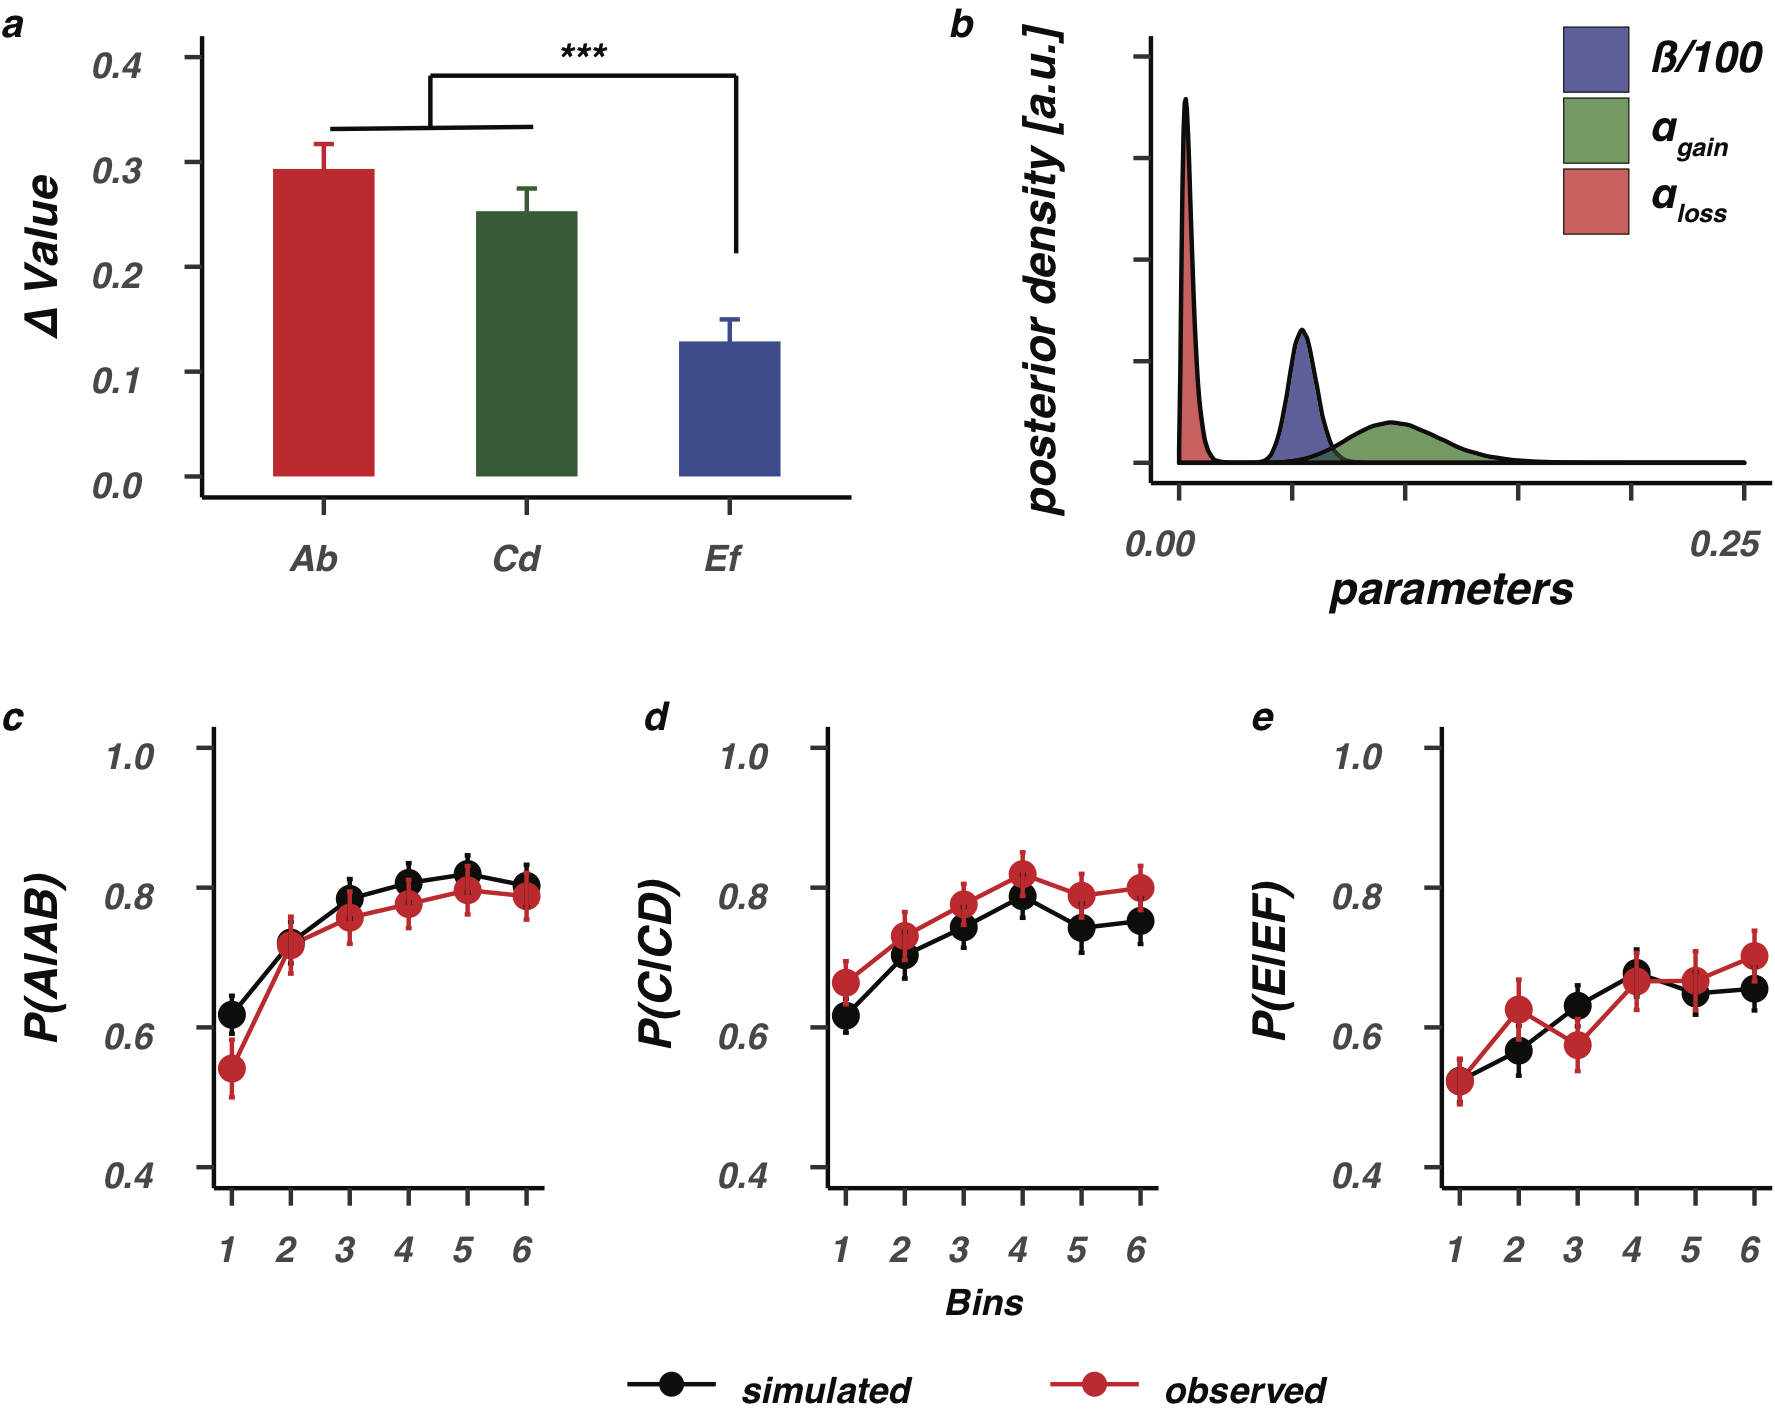 a
***
0.4
0.3
0.2
0.1
0.0
Δ Value
Ab Cd Ef
b
posterior density [a.u.]
ß/100
αgain
αloss
0.00 0.25
parameters
c
1.0
0.8
0.6
0.4
P(A|AB)
1 2 3 4 5 6
d
1.0
0.8
0.6
0.4
P(C|CD)
1 2 3 4 5 6
Bins
e
1.0
0.8
0.6
0.4
P(E|EF)
1 2 3 4 5 6
simulated observed